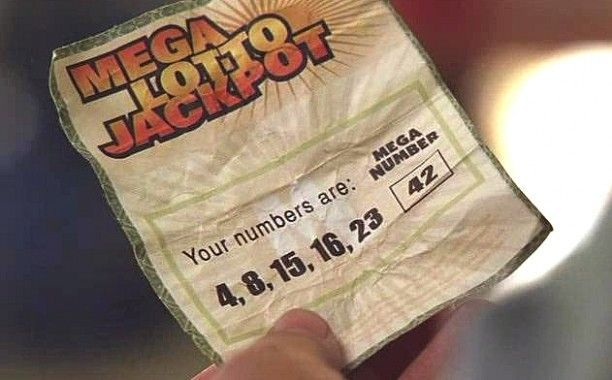 MEGA
LOTTO
JACKPOT
MEGA
NUMBER
Your numbers are: 42
4, 8, 15, 16, 23